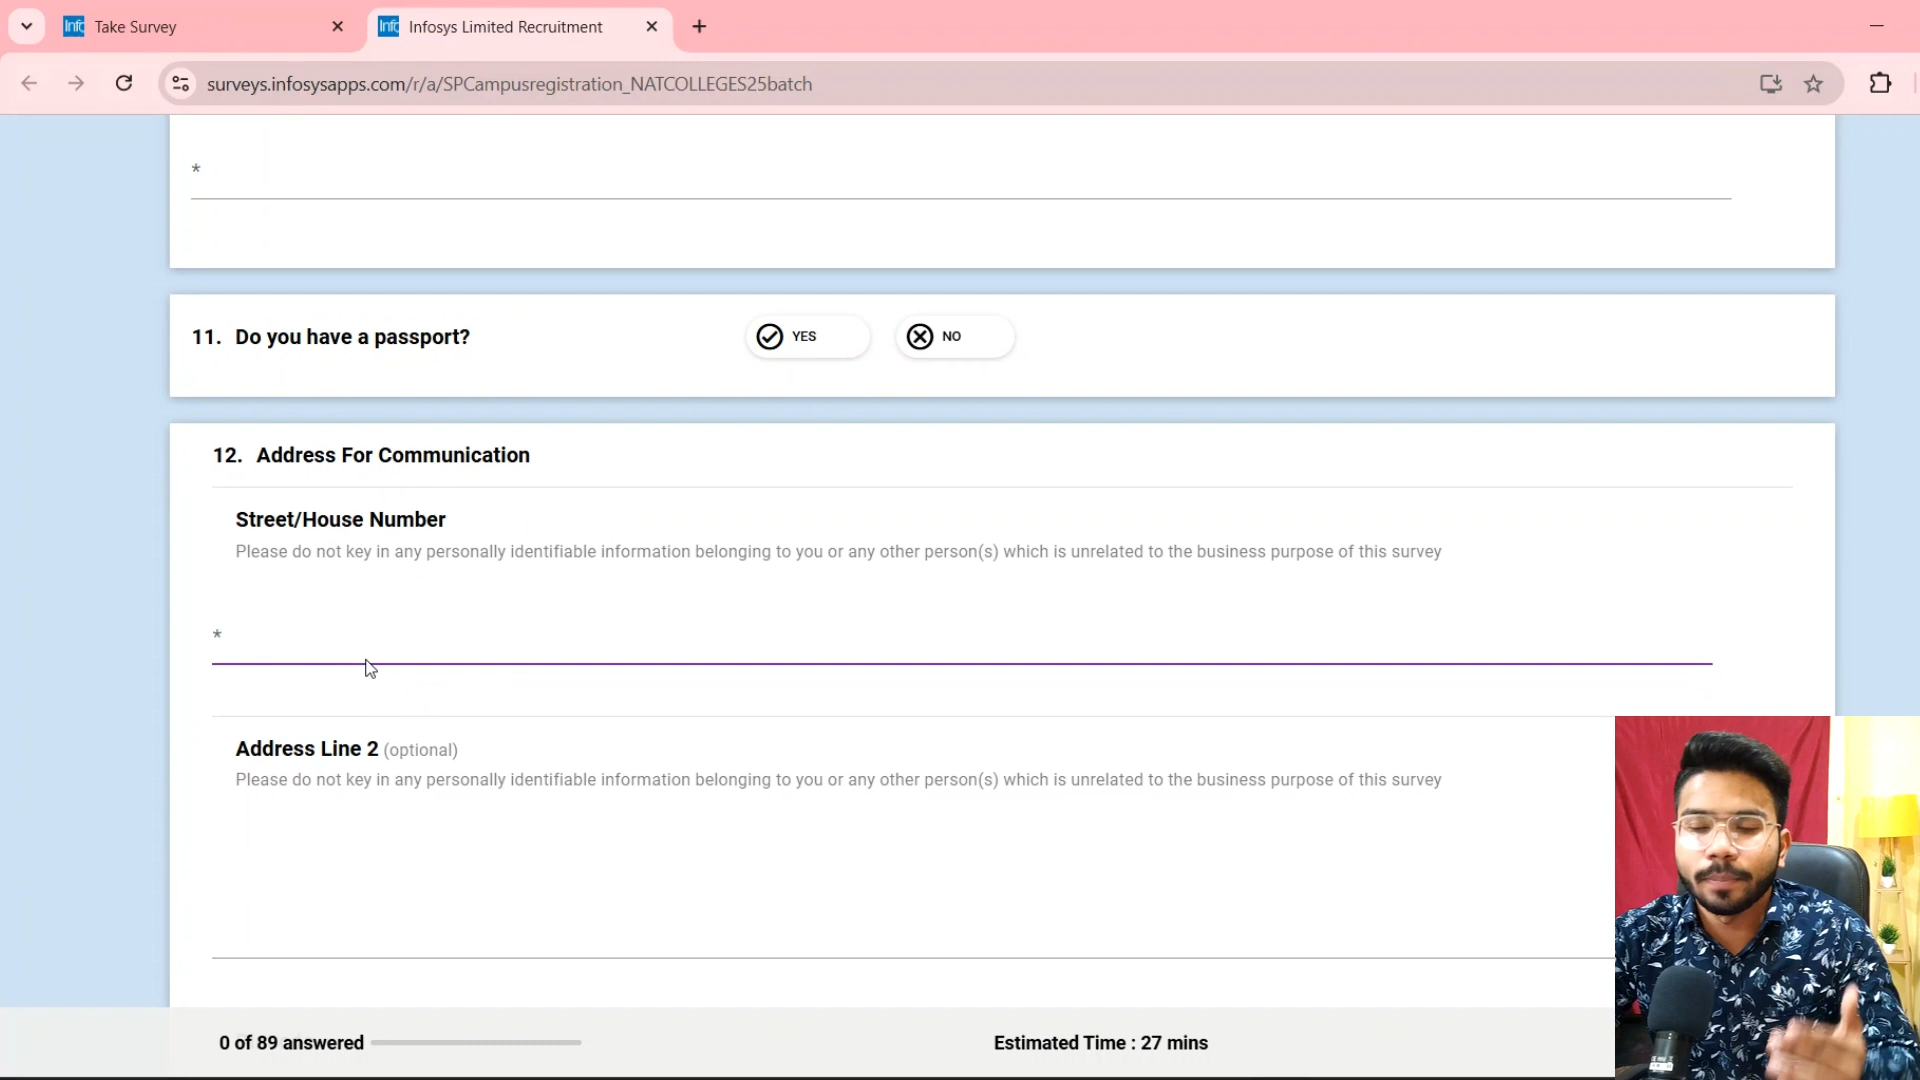 Take Survey
Infosys Limited Recruitment
surveys.infosysapps.com/r/a/SPCampusregistration_NATCOLLEGES25batch
*
11. Do you have a passport?
YES
NO
12. Address For Communication
Street/House Number
Please do not key in any personally identifiable information belonging to you or any other person(s) which is unrelated to the business purpose of this survey
*
Address Line 2 (optional)
Please do not key in any personally identifiable information belonging to you or any other person(s) which is unrelated to the business purpose of this survey
0 of 89 answered
Estimated Time : 27 mins